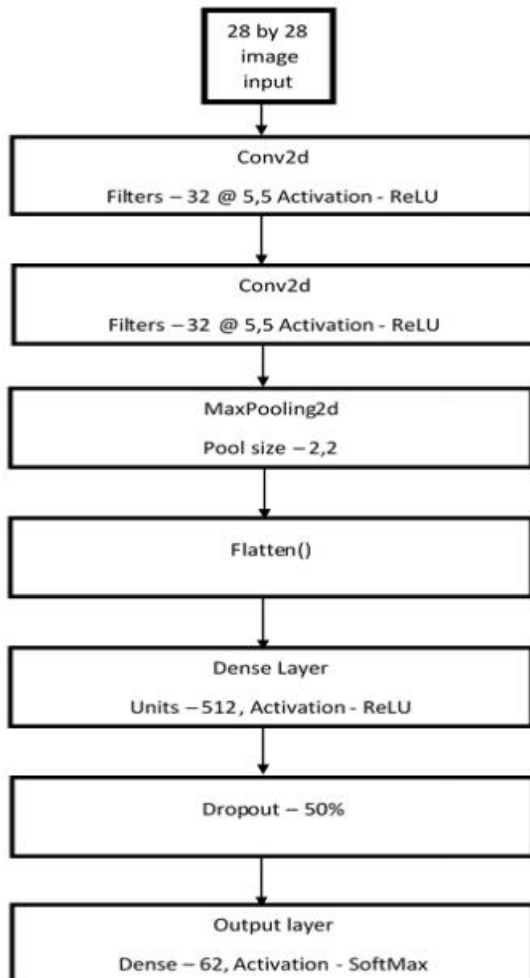 28 by 28
image
input
Conv2d
Filters – 32 @ 5,5 Activation - ReLU
Conv2d
Filters – 32 @ 5,5 Activation - ReLU
MaxPooling2d
Pool size – 2,2
Flatten()
Dense Layer
Units – 512, Activation - ReLU
Dropout – 50%
Output layer
Dense – 62, Activation - SoftMax